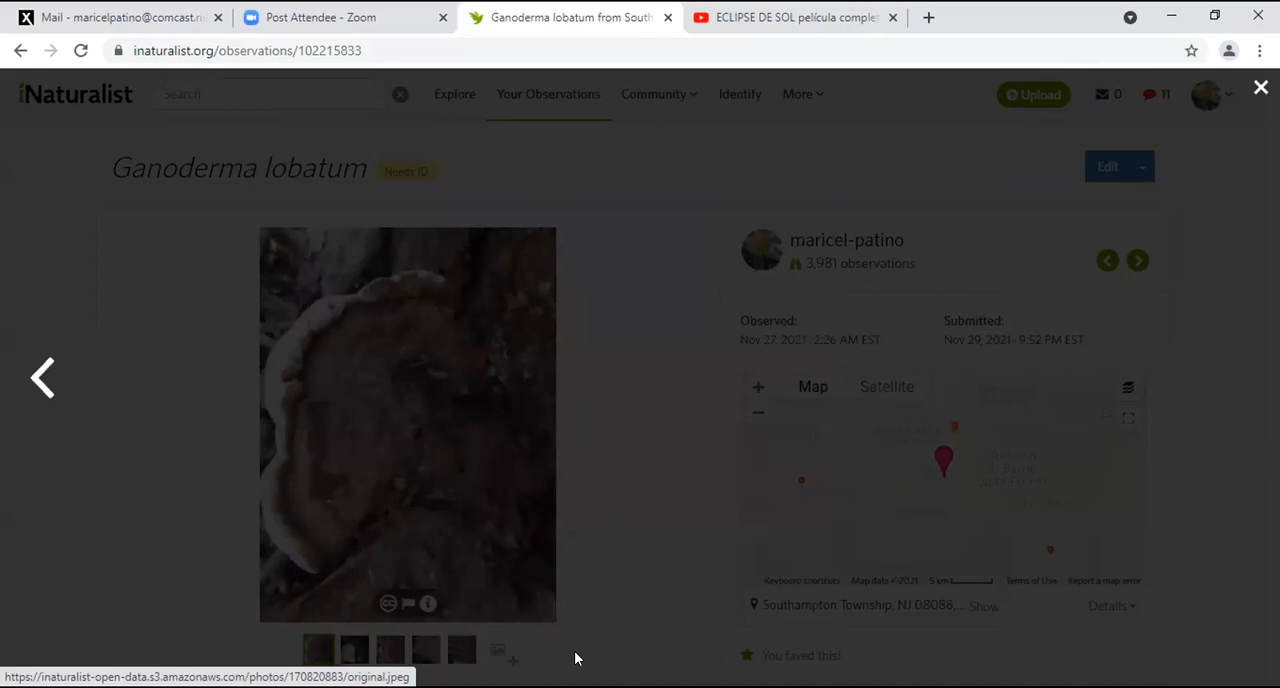 Mail - maricelpatino@comcast.n
Post Attendee - Zoom
Ganoderma lobatum from South
ECLIPSE DE SOL película complet
inaturalist.org/observations/102215833
iNaturalist
Search
Explore
Your Observations
Community
Identify
More
Upload
0
11
Ganoderma lobatum
Needs ID
Edit
maricel-patino
3,981 observations
Observed:
Submitted:
Nov 27, 2021 · 2:26 AM EST
Nov 29, 2021 · 9:52 PM EST
Map
Satellite
Keyboard shortcuts
Map data ©2021
5 km
Terms of Use
Report a map error
Southampton Township, NJ 08088,...
Show
Details
You faved this!
https://inaturalist-open-data.s3.amazonaws.com/photos/170820883/original.jpeg